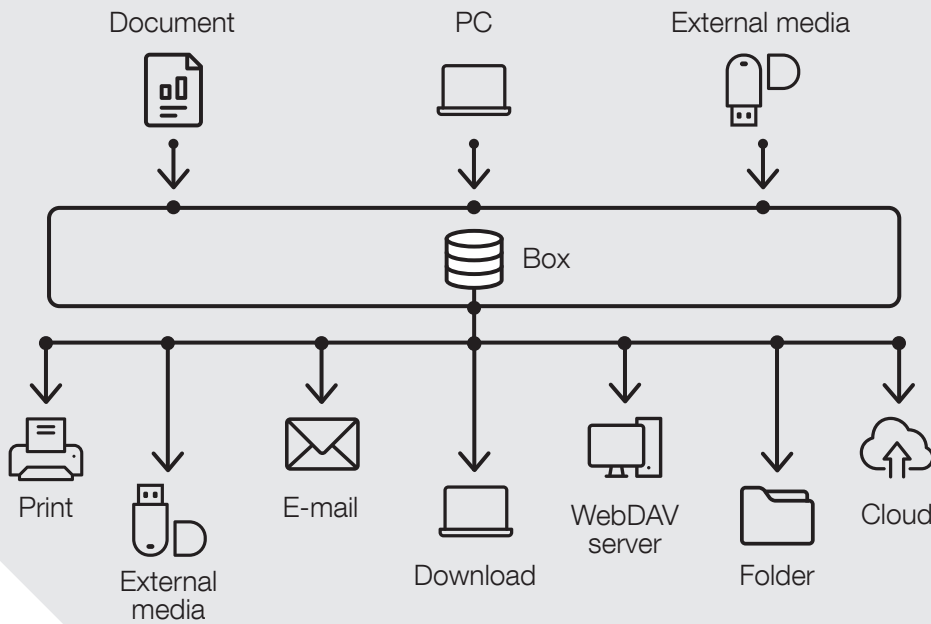 Document
PC
External media
Box
Print
E-mail
WebDAV
server
Cloud
External
media
Download
Folder